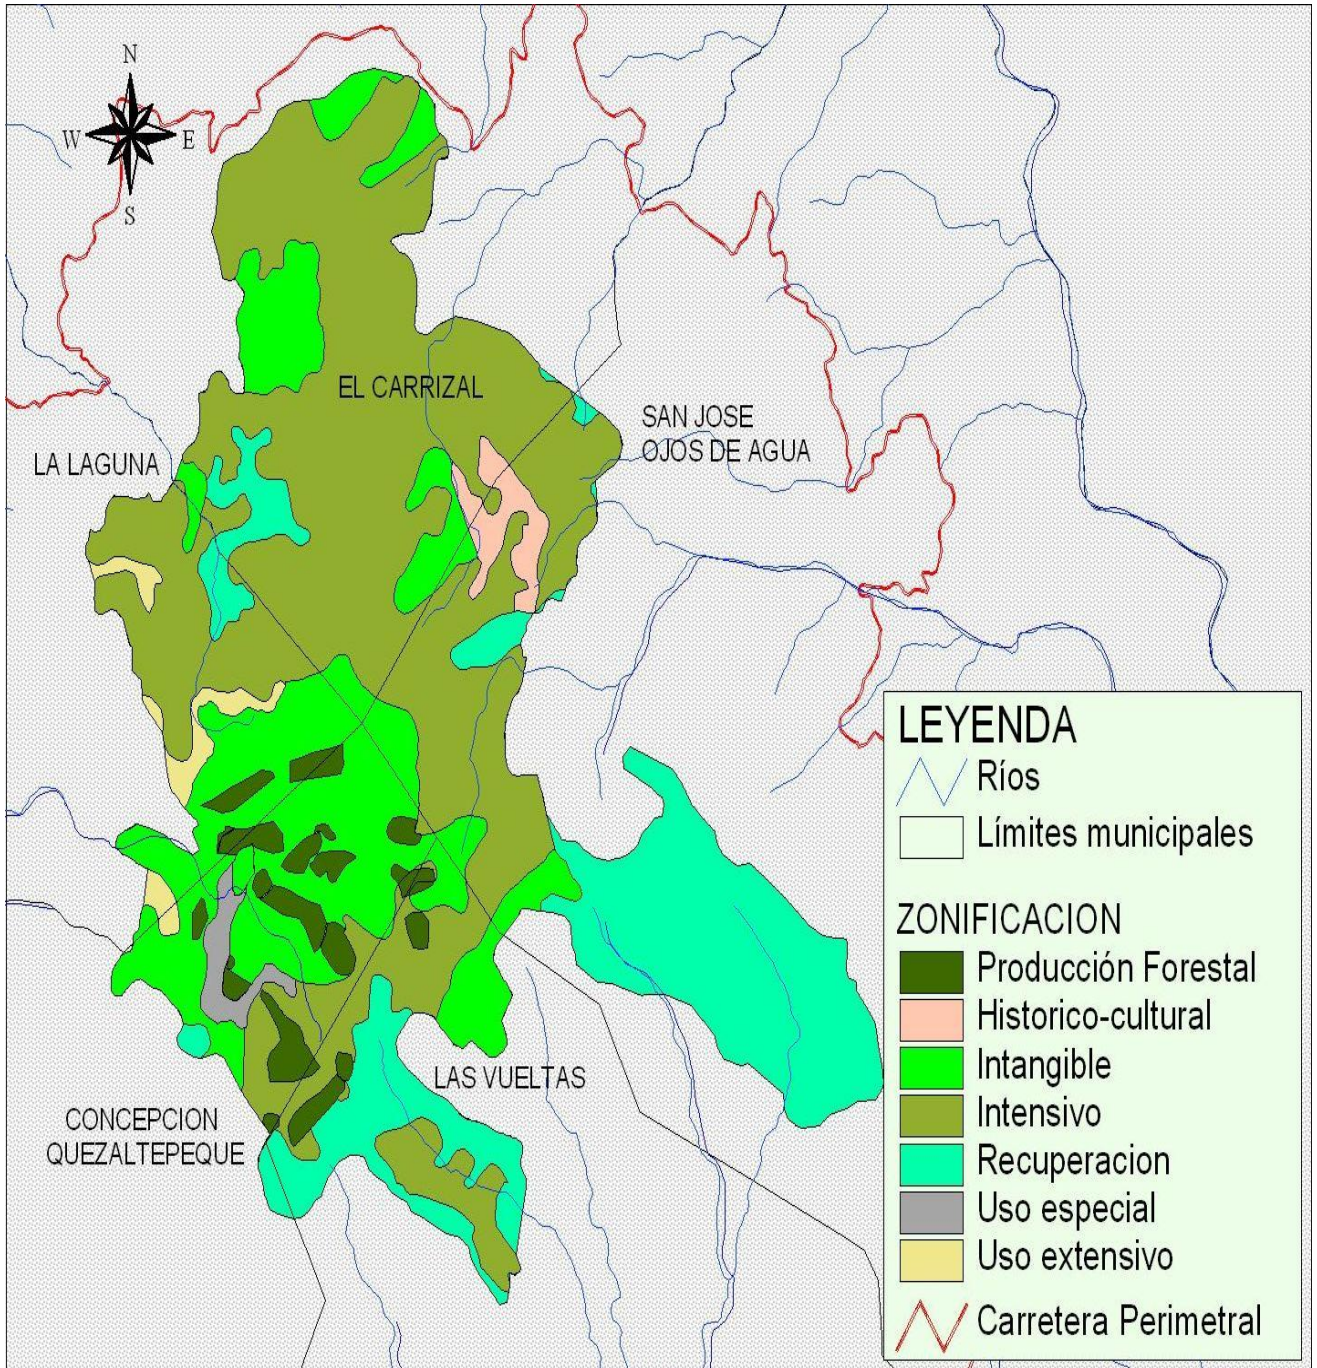 N
W E
S
EL CARRIZAL
SAN JOSE
OJOS DE AGUA
LA LAGUNA
LAS VUELTAS
CONCEPCION
QUEZALTEPEQUE
LEYENDA
Ríos
Límites municipales
ZONIFICACION
Producción Forestal
Historico-cultural
Intangible
Intensivo
Recuperacion
Uso especial
Uso extensivo
Carretera Perimetral